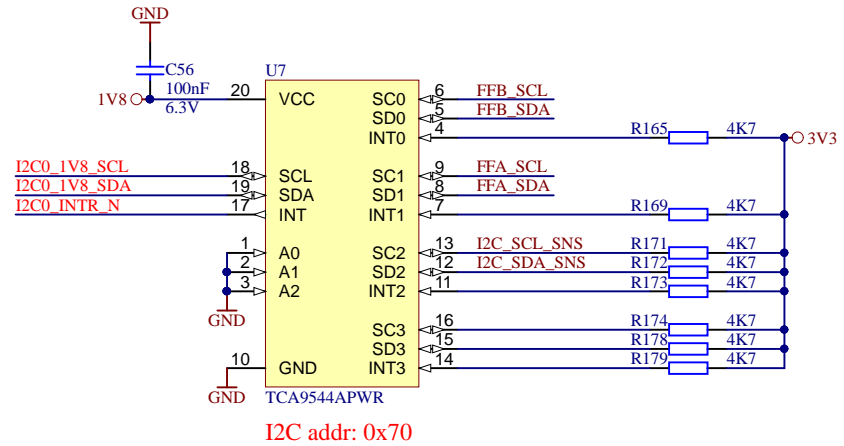 GND
C56
100nF
6.3V
1V8
U7
20 VCC SC0 6 FFB_SCL
SD0 5 FFB_SDA
INT0 4 R165 4K7 3V3
I2C0_1V8_SCL 18 SCL SC1 9 FFA_SCL
I2C0_1V8_SDA 19 SDA SD1 8 FFA_SDA
I2C0_INTR_N 17 INT INT1 7 R169 4K7
1 A0 SC2 13 I2C_SCL_SNS R171 4K7
2 A1 SD2 12 I2C_SDA_SNS R172 4K7
3 A2 INT2 11 R173 4K7
GND
SC3 16 R174 4K7
SD3 15 R178 4K7
10 GND INT3 14 R179 4K7
GND
TCA9544APWR
I2C addr: 0x70